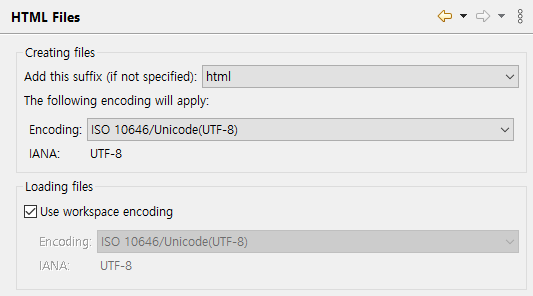 HTML Files
Creating files
Add this suffix (if not specified): html
The following encoding will apply:
Encoding: ISO 10646/Unicode(UTF-8)
IANA: UTF-8
Loading files
Use workspace encoding
Encoding: ISO 10646/Unicode(UTF-8)
IANA: UTF-8